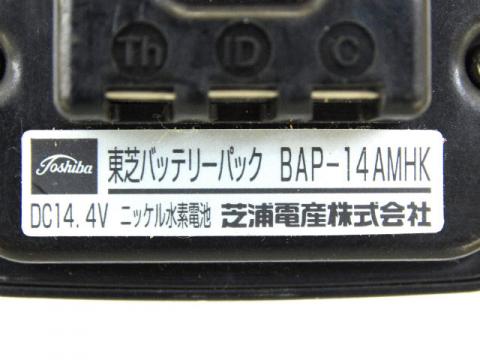 Th ID °C
Toshiba 東芝バッテリーパック BAP-14AMHK
DC14.4V ニッケル水素電池 芝浦電産株式会社